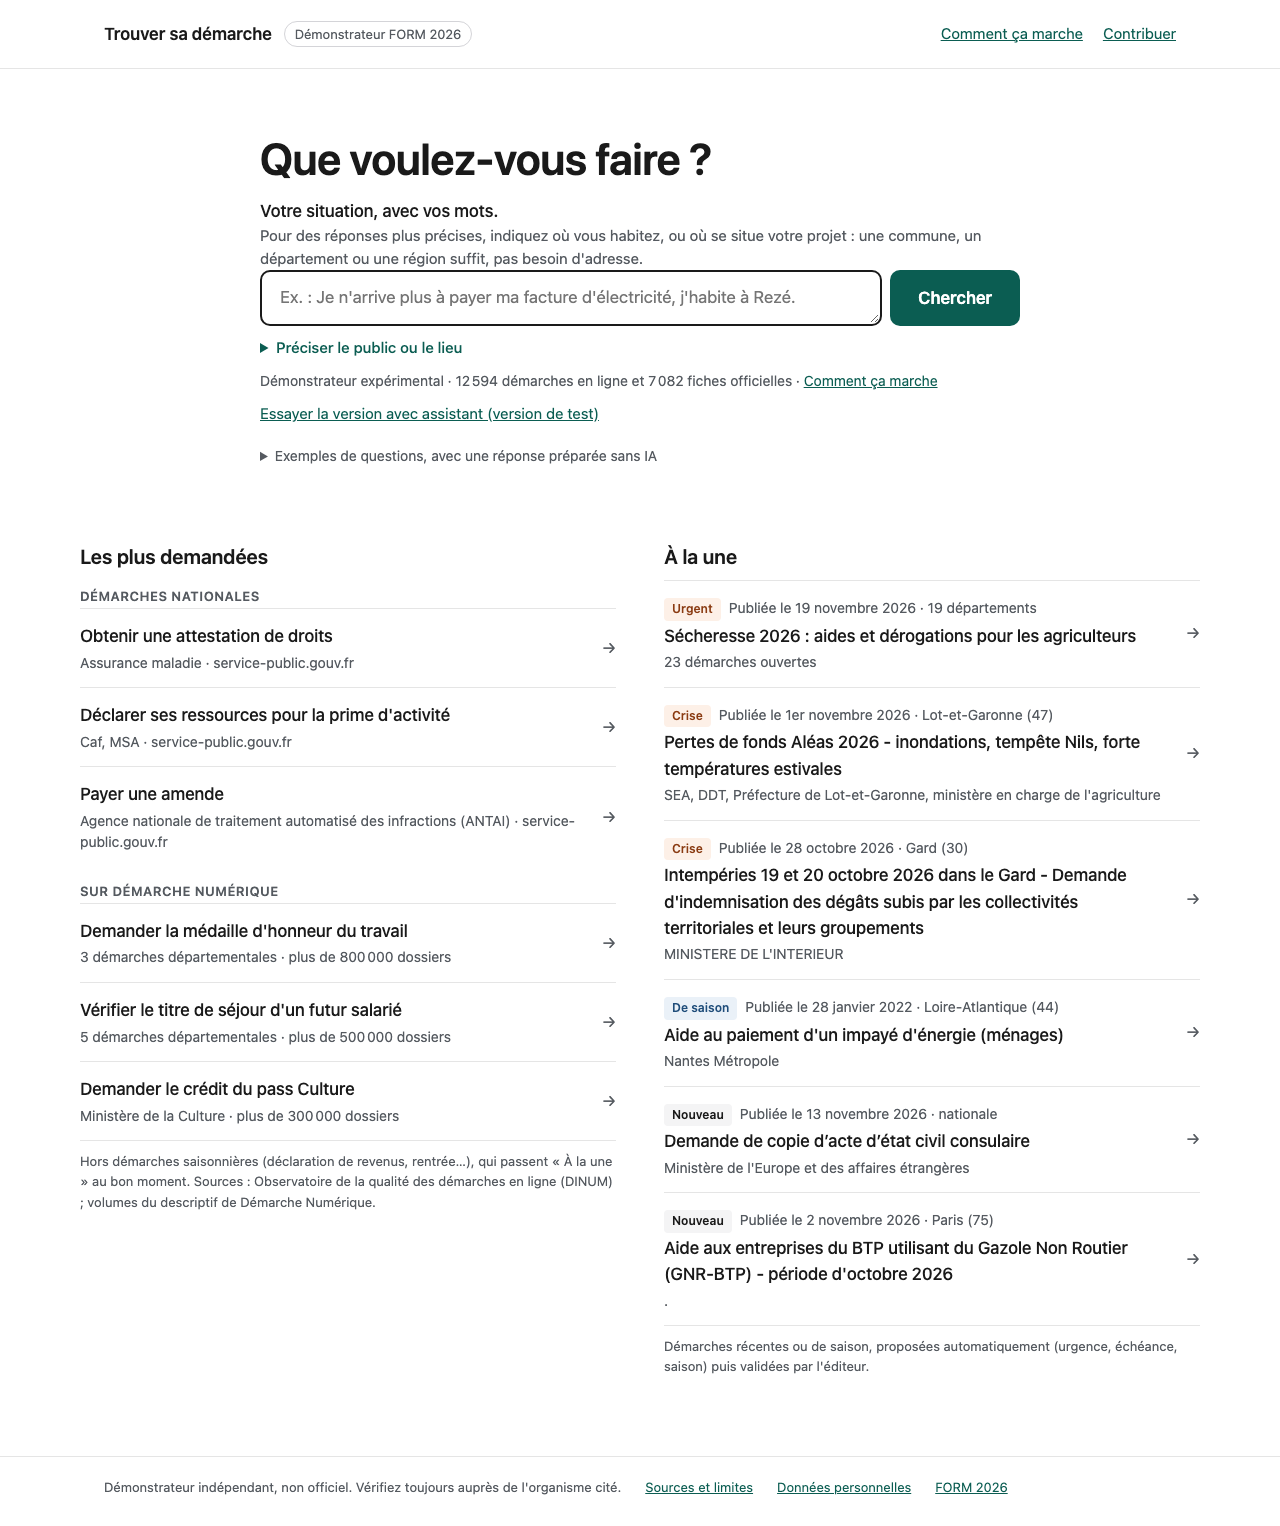 Trouver sa démarche
Démonstrateur FORM 2026
Comment ça marche
Contribuer
Que voulez-vous faire ?
Votre situation, avec vos mots.
Pour des réponses plus précises, indiquez où vous habitez, ou où se situe votre projet : une commune, un
département ou une région suffit, pas besoin d'adresse.
Ex. : Je n'arrive plus à payer ma facture d'électricité, j'habite à Rezé.
Chercher
Préciser le public ou le lieu
Démonstrateur expérimental · 12 594 démarches en ligne et 7 082 fiches officielles · Comment ça marche
Essayer la version avec assistant (version de test)
Exemples de questions, avec une réponse préparée sans IA
Les plus demandées
DÉMARCHES NATIONALES
Obtenir une attestation de droits
Assurance maladie · service-public.gouv.fr
Déclarer ses ressources pour la prime d'activité
Caf, MSA · service-public.gouv.fr
Payer une amende
Agence nationale de traitement automatisé des infractions (ANTAI) · service-
public.gouv.fr
SUR DÉMARCHE NUMÉRIQUE
Demander la médaille d'honneur du travail
3 démarches départementales · plus de 800 000 dossiers
Vérifier le titre de séjour d'un futur salarié
5 démarches départementales · plus de 500 000 dossiers
Demander le crédit du pass Culture
Ministère de la Culture · plus de 300 000 dossiers
Hors démarches saisonnières (déclaration de revenus, rentrée…), qui passent « À la une
» au bon moment. Sources : Observatoire de la qualité des démarches en ligne (DINUM)
; volumes du descriptif de Démarche Numérique.
À la une
Urgent Publiée le 19 novembre 2026 · 19 départements
Sécheresse 2026 : aides et dérogations pour les agriculteurs
23 démarches ouvertes
Crise Publiée le 1er novembre 2026 · Lot-et-Garonne (47)
Pertes de fonds Aléas 2026 - inondations, tempête Nils, forte
températures estivales
SEA, DDT, Préfecture de Lot-et-Garonne, ministère en charge de l'agriculture
Crise Publiée le 28 octobre 2026 · Gard (30)
Intempéries 19 et 20 octobre 2026 dans le Gard - Demande
d'indemnisation des dégâts subis par les collectivités
territoriales et leurs groupements
MINISTERE DE L'INTERIEUR
De saison Publiée le 28 janvier 2022 · Loire-Atlantique (44)
Aide au paiement d'un impayé d'énergie (ménages)
Nantes Métropole
Nouveau Publiée le 13 novembre 2026 · nationale
Demande de copie d’acte d’état civil consulaire
Ministère de l'Europe et des affaires étrangères
Nouveau Publiée le 2 novembre 2026 · Paris (75)
Aide aux entreprises du BTP utilisant du Gazole Non Routier
(GNR-BTP) - période d'octobre 2026
.
Démarches récentes ou de saison, proposées automatiquement (urgence, échéance,
saison) puis validées par l'éditeur.
Démonstrateur indépendant, non officiel. Vérifiez toujours auprès de l'organisme cité.
Sources et limites
Données personnelles
FORM 2026